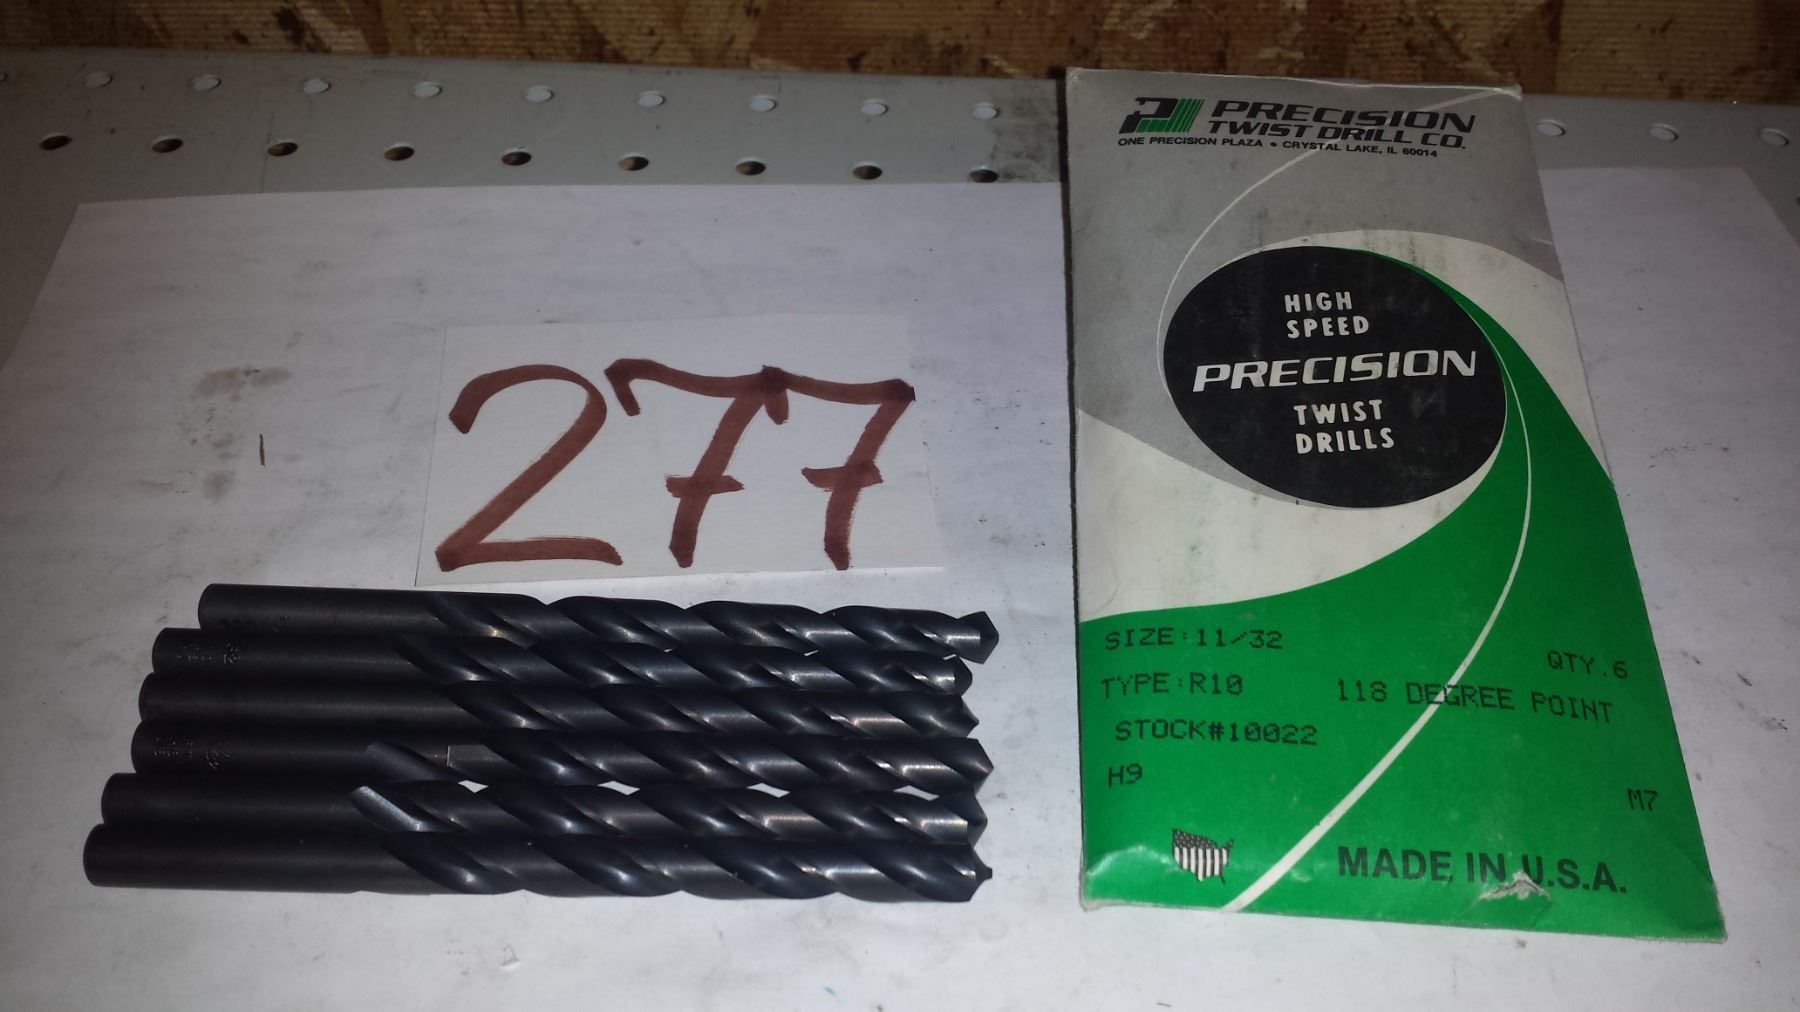 277
PRECISION
TWIST DRILL CO.
ONE PRECISION PLAZA • CRYSTAL LAKE, IL 60014
HIGH
SPEED
PRECISION
TWIST
DRILLS
SIZE:11/32
QTY.6
TYPE:R10
118 DEGREE POINT
STOCK#10022
H9
M7
MADE IN U.S.A.